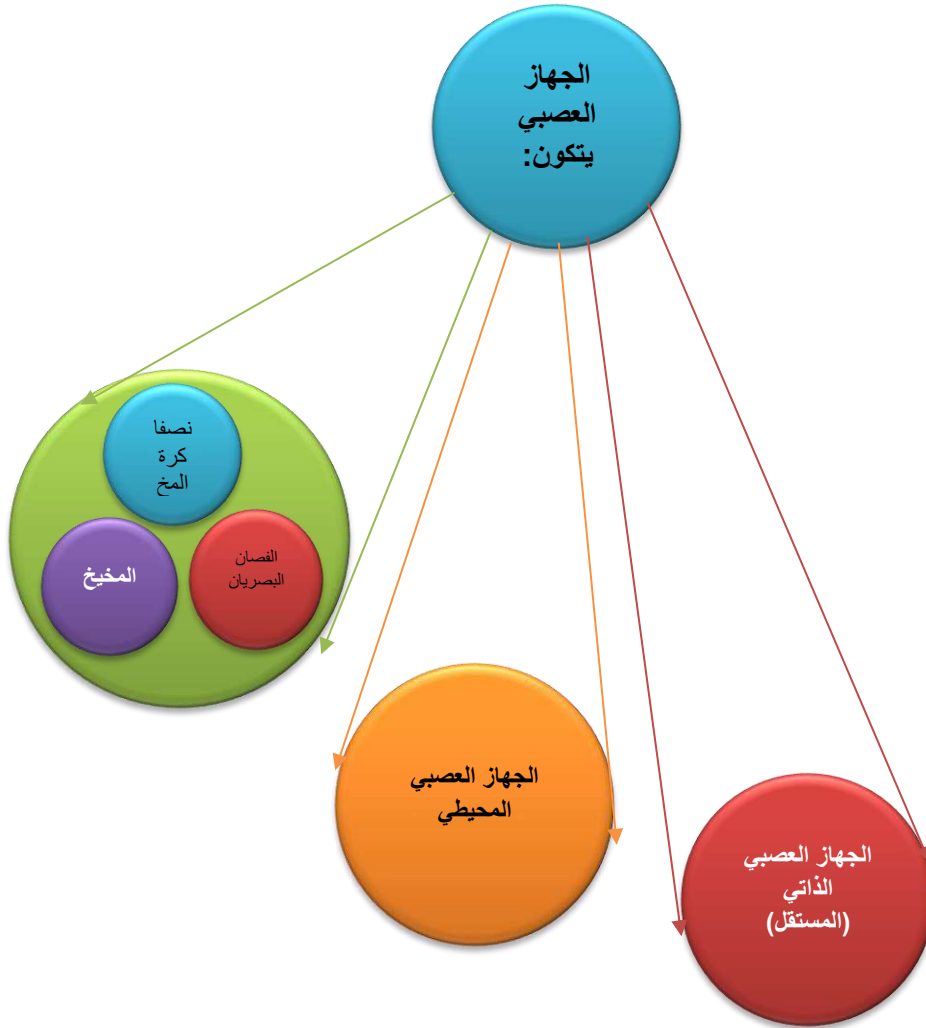 الجهاز
العصبي
يتكون:
نصفا
كرة
المخ
الفصان
البصريان
المخيخ
الجهاز العصبي
المحيطي
الجهاز العصبي
الذاتي
(المستقل)